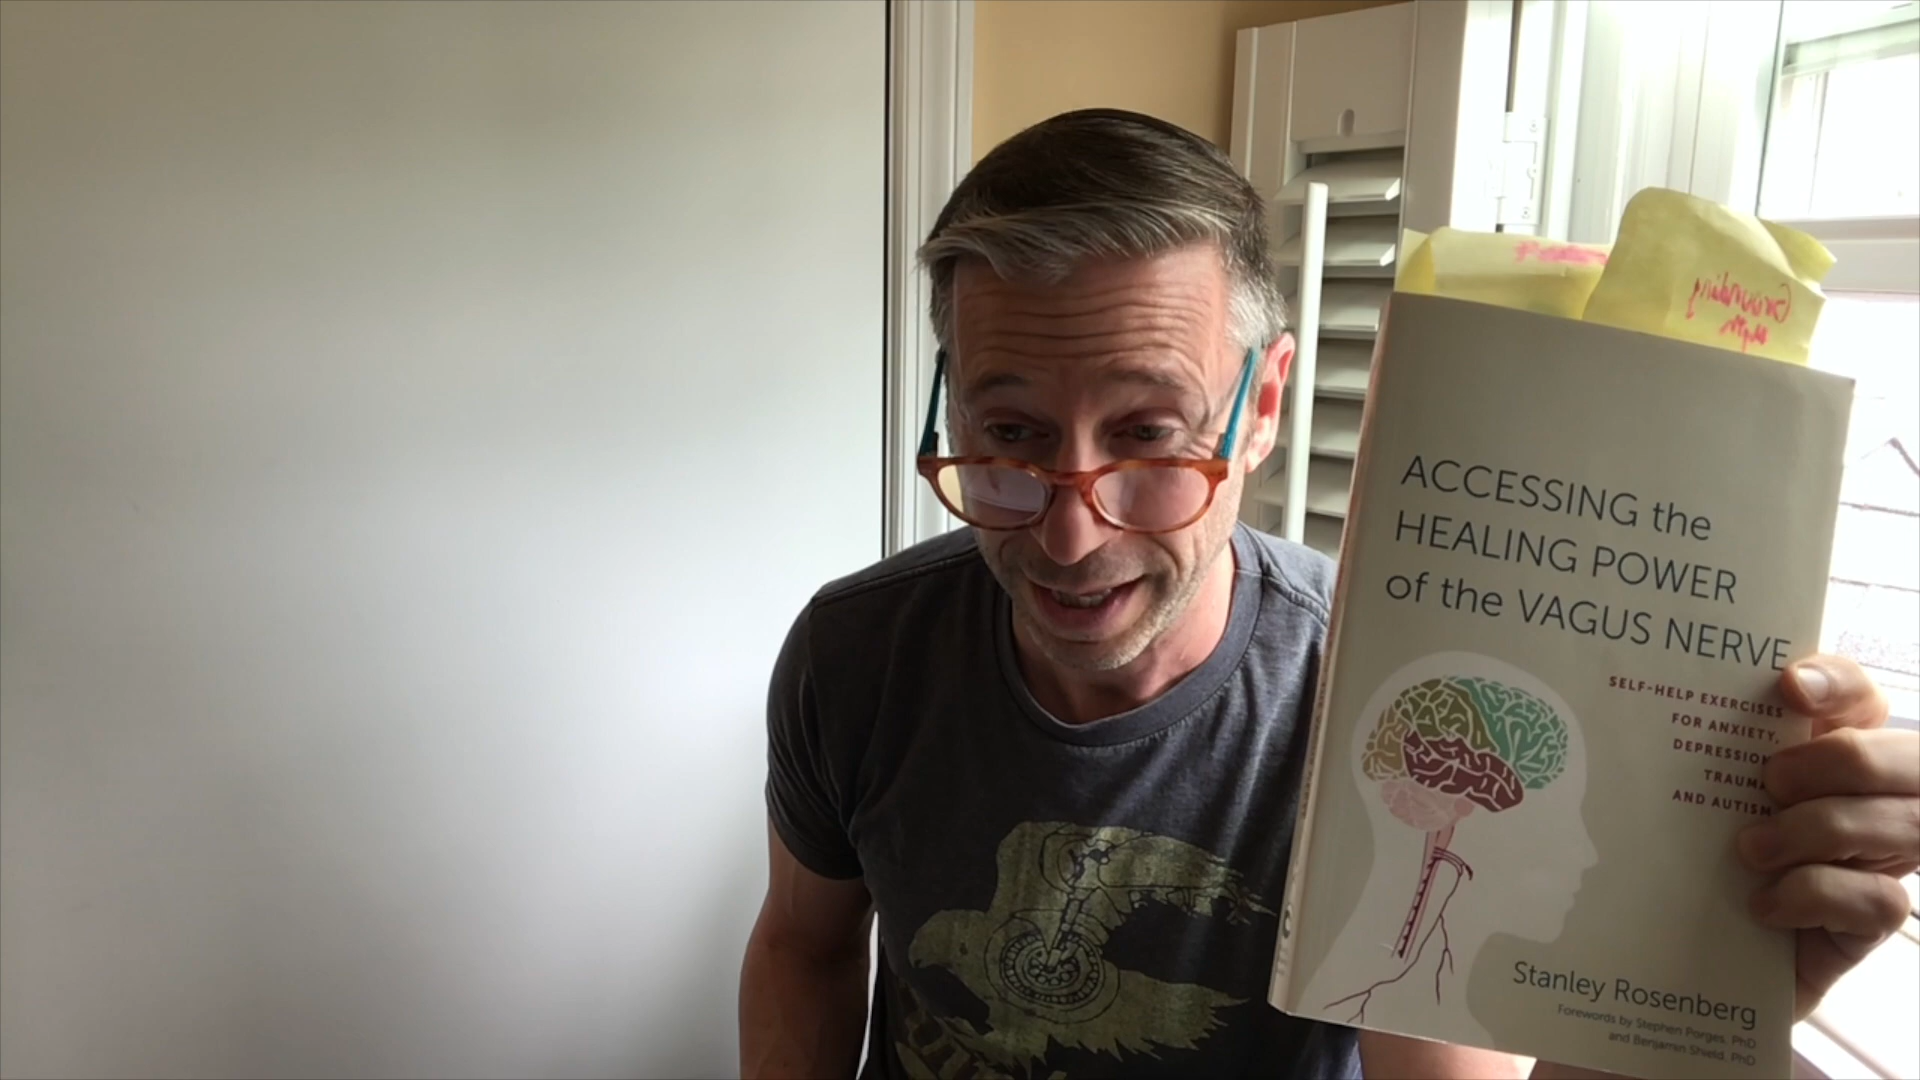 Grounding
ACCESSING the
HEALING POWER
of the VAGUS NERVE
SELF-HELP EXERCISES
FOR ANXIETY,
DEPRESSION
TRAUMA
AND AUTISM
Stanley Rosenberg
Forewords by Stephen Porges, PhD
and Benjamin Shield, PhD